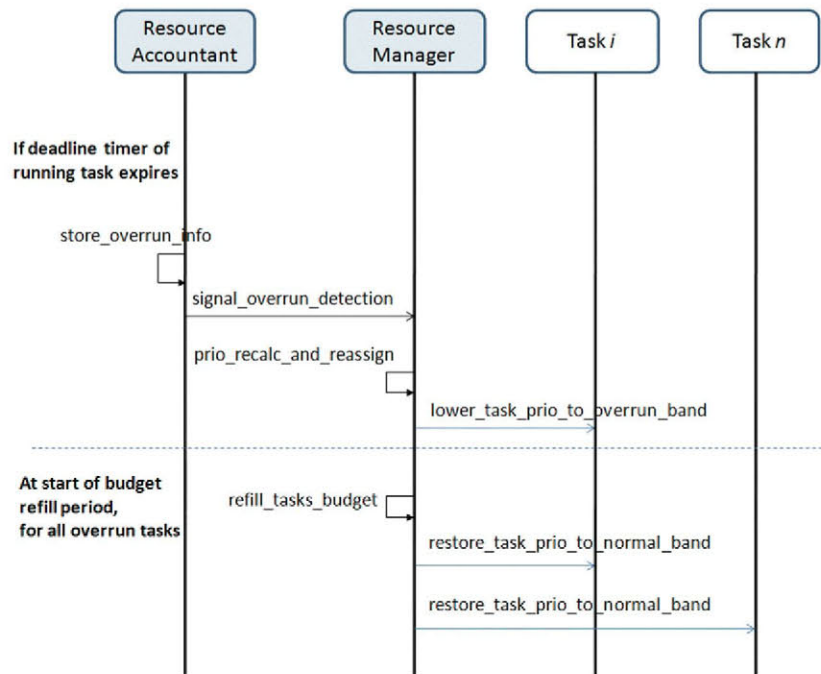 Resource
Accountant
Resource
Manager
Task i
Task n
If deadline timer of
running task expires
store_overrun_info
signal_overrun_detection
prio_recalc_and_reassign
lower_task_prio_to_overrun_band
At start of budget
refill period,
for all overrun tasks
refill_tasks_budget
restore_task_prio_to_normal_band
restore_task_prio_to_normal_band